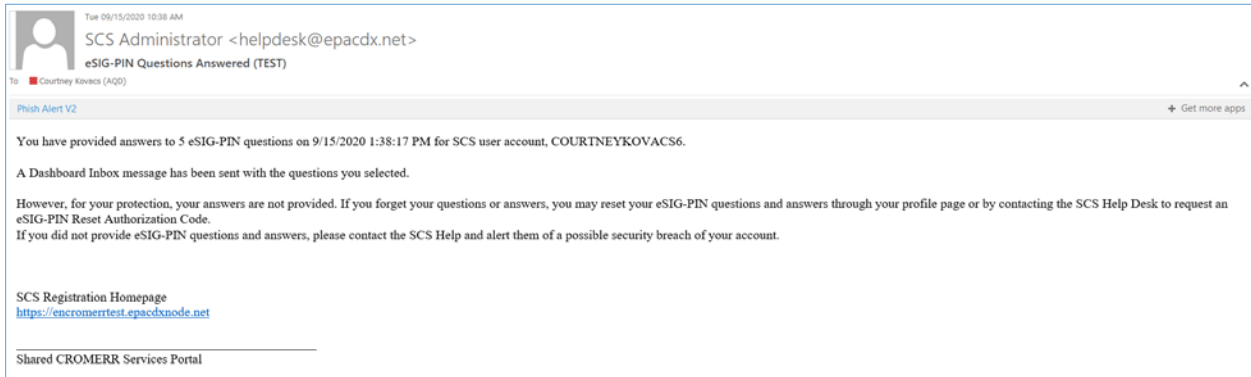 Tue 09/15/2020 10:38 AM
SCS Administrator <helpdesk@epacdx.net>
eSIG-PIN Questions Answered (TEST)
To Courtney Kovacs (AQD)
Phish Alert V2 + Get more apps
You have provided answers to 5 eSIG-PIN questions on 9/15/2020 1:38:17 PM for SCS user account, COURTNEYKOVACS6.
A Dashboard Inbox message has been sent with the questions you selected.
However, for your protection, your answers are not provided. If you forget your questions or answers, you may reset your eSIG-PIN questions and answers through your profile page or by contacting the SCS Help Desk to request an
eSIG-PIN Reset Authorization Code.
If you did not provide eSIG-PIN questions and answers, please contact the SCS Help and alert them of a possible security breach of your account.
SCS Registration Homepage
https://encromerrtest.epacdxnode.net
Shared CROMERR Services Portal